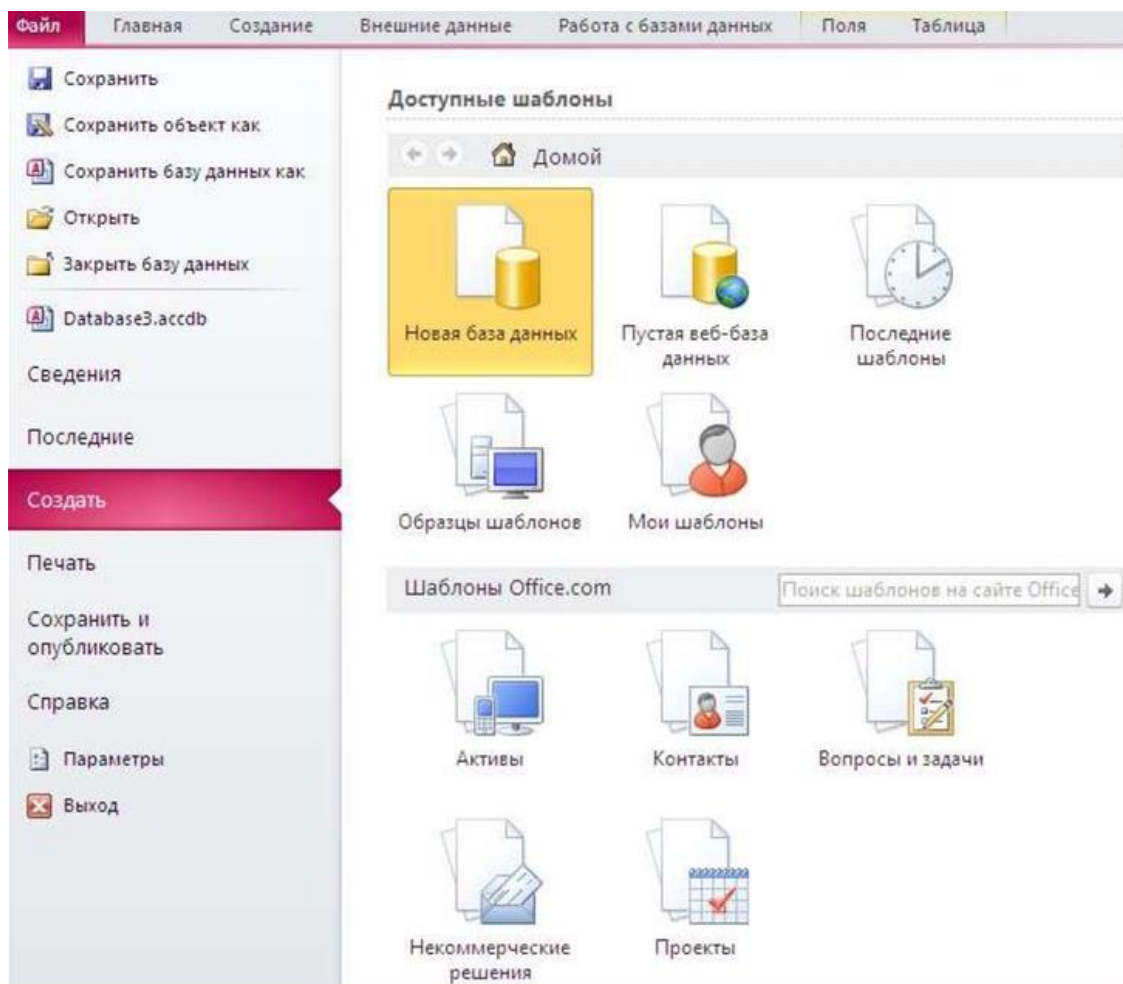 Файл Главная Создание Внешние данные Работа с базами данных Поля Таблица
Сохранить
Сохранить объект как
Сохранить базу данных как
Открыть
Закрыть базу данных
Database3.accdb
Сведения
Последние
Создать
Печать
Сохранить и
опубликовать
Справка
Параметры
Выход
Доступные шаблоны
Домой
Новая база данных
Пустая веб-база
данных
Последние
шаблоны
Образцы шаблонов
Мои шаблоны
Шаблоны Office.com
Поиск шаблонов на сайте Office
Активы
Контакты
Вопросы и задачи
Некоммерческие
решения
Проекты